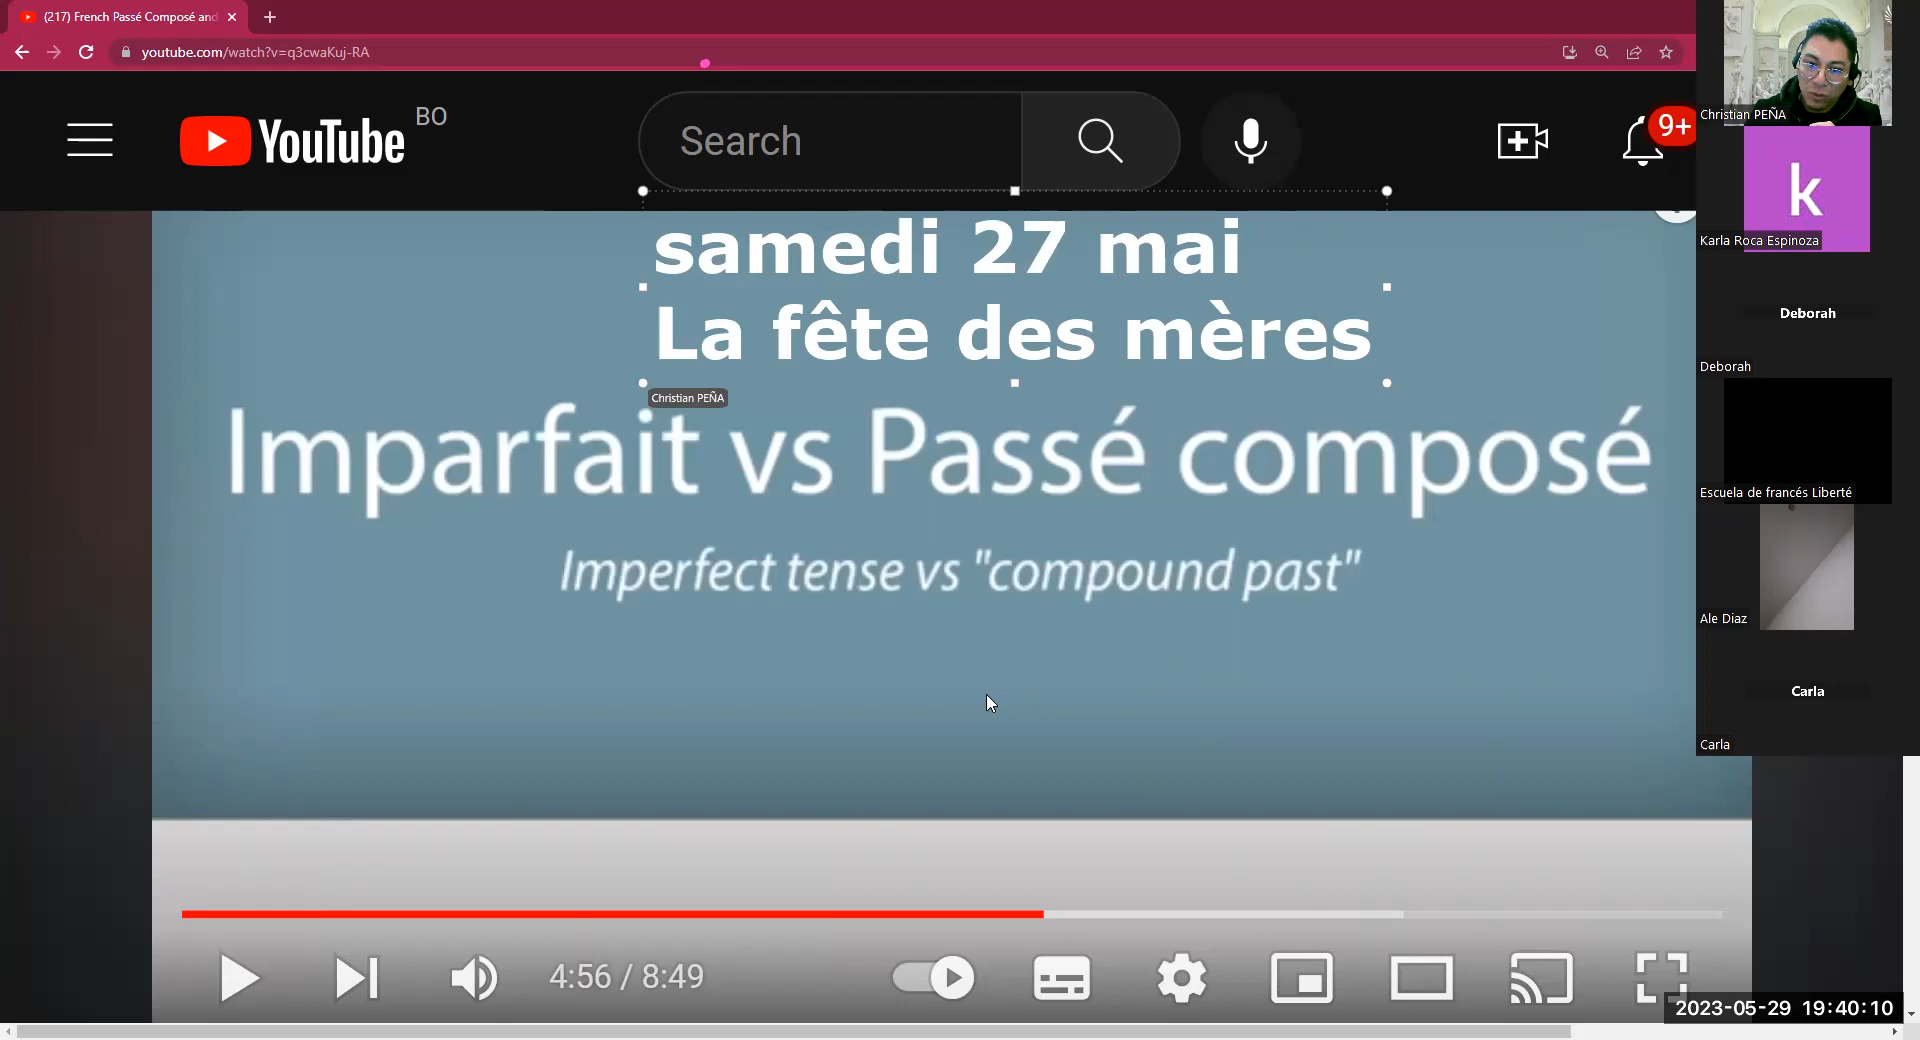 (217) French Passé Composé and
youtube.com/watch?v=q3cwaKuj-RA
YouTube BO
Search
9+
samedi 27 mai
La fête des mères
Christian PEÑA
Imparfait vs Passé composé
Imperfect tense vs "compound past"
4:56 / 8:49
Christian PEÑA
k
Karla Roca Espinoza
Deborah
Deborah
Escuela de francés Liberté
Ale Diaz
Carla
Carla
2023-05-29 19:40:10